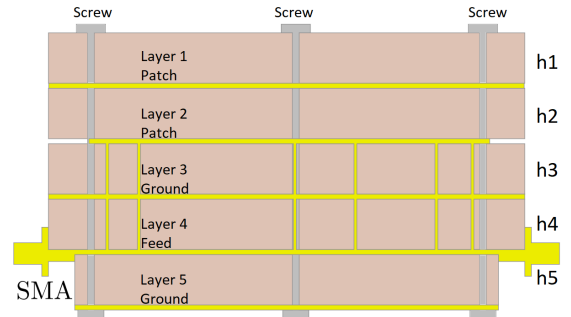 Screw Screw Screw
Layer 1
Patch
h1
Layer 2
Patch
h2
Layer 3
Ground
h3
Layer 4
Feed
h4
SMA
Layer 5
Ground
h5